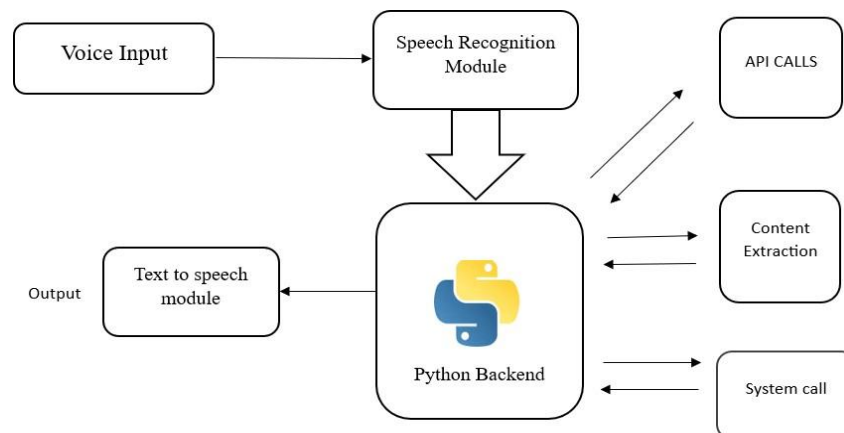 Voice Input
Speech Recognition
Module
API CALLS
Content
Extraction
Text to speech
module
Output
Python Backend
System call